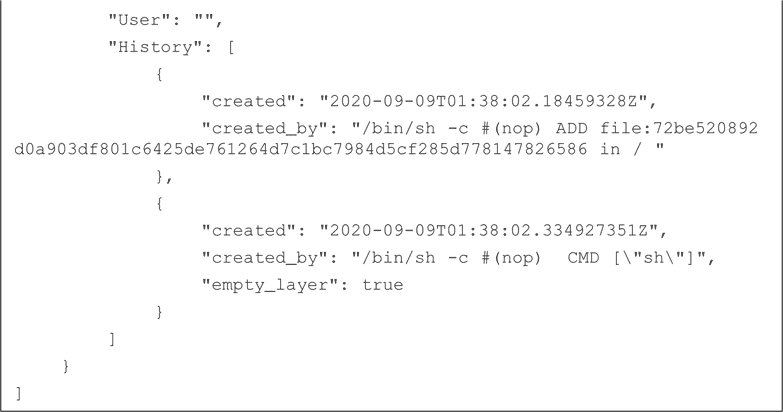 "User": "",
"History": [
{
"created": "2020-09-09T01:38:02.18459328Z",
"created_by": "/bin/sh -c #(nop) ADD file:72be520892
d0a903df801c6425de761264d7c1bc7984d5cf285d778147826586 in / "
},
{
"created": "2020-09-09T01:38:02.334927351Z",
"created_by": "/bin/sh -c #(nop)  CMD [\"sh\"]",
"empty_layer": true
}
]
}
]